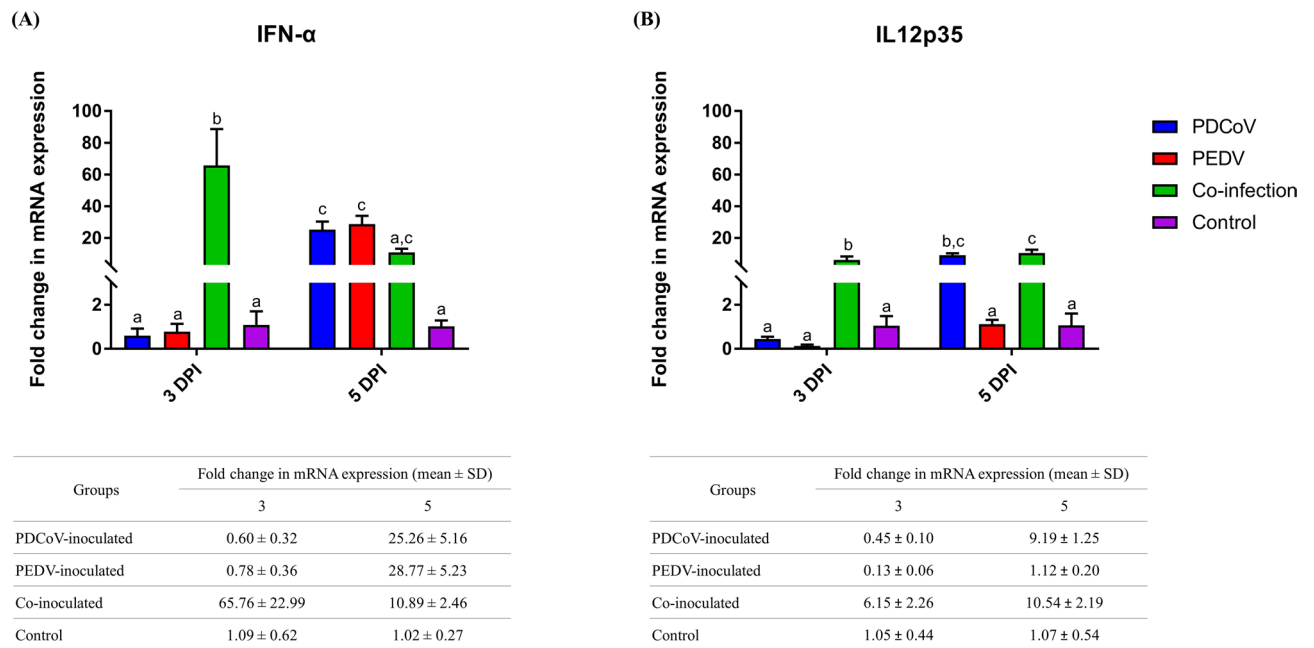 (A)
IFN-α
Fold change in mRNA expression
100
80
60
40
20
2
0
a
a
b
a
c
c
a,c
a
3 DPI
5 DPI
(B)
IL12p35
Fold change in mRNA expression
100
80
60
40
20
2
0
a
a
b
a
b,c
a
c
a
3 DPI
5 DPI
PDCoV
PEDV
Co-infection
Control
Groups
Fold change in mRNA expression (mean ± SD)
3 5
PDCoV-inoculated 0.60 ± 0.32 25.26 ± 5.16
PEDV-inoculated 0.78 ± 0.36 28.77 ± 5.23
Co-inoculated 65.76 ± 22.99 10.89 ± 2.46
Control 1.09 ± 0.62 1.02 ± 0.27
Groups
Fold change in mRNA expression (mean ± SD)
3 5
PDCoV-inoculated 0.45 ± 0.10 9.19 ± 1.25
PEDV-inoculated 0.13 ± 0.06 1.12 ± 0.20
Co-inoculated 6.15 ± 2.26 10.54 ± 2.19
Control 1.05 ± 0.44 1.07 ± 0.54